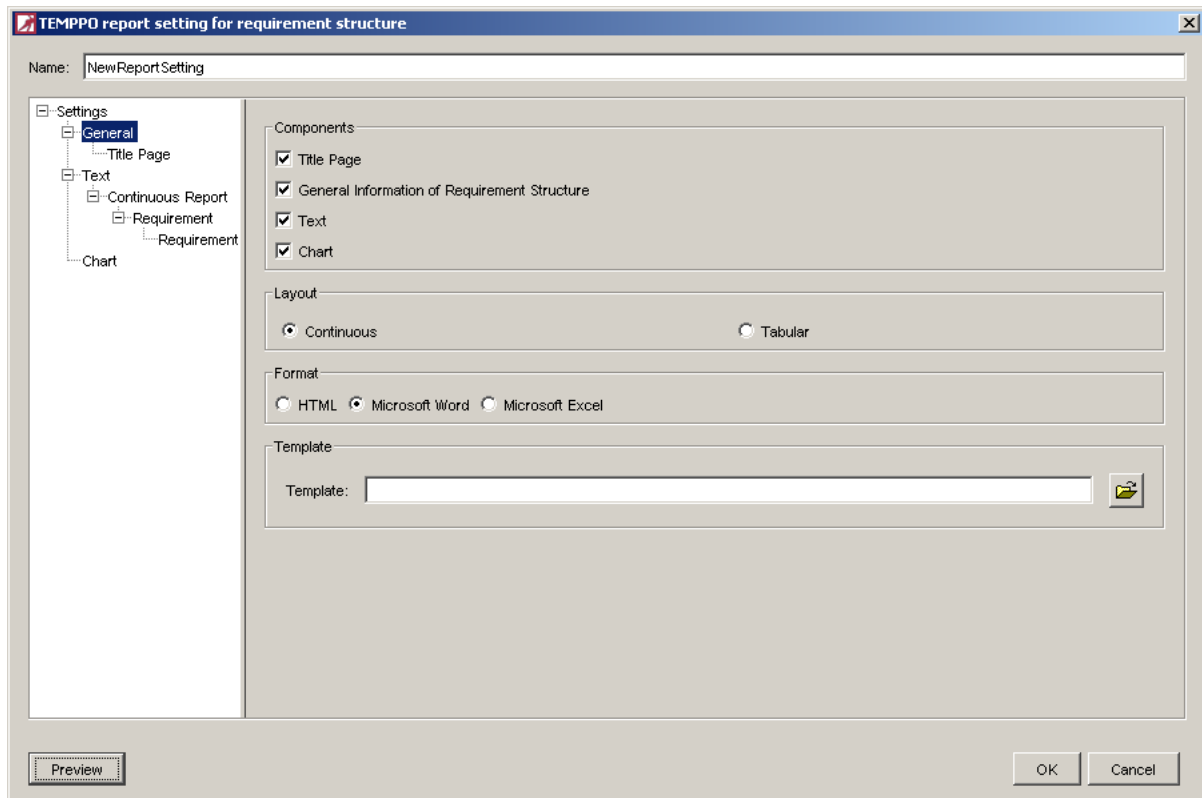 TEMPPO report setting for requirement structure
Name: NewReportSetting
Settings
General
Title Page
Text
Continuous Report
Requirement
Requirement
Chart
Components
Title Page
General Information of Requirement Structure
Text
Chart
Layout
Continuous Tabular
Format
HTML Microsoft Word Microsoft Excel
Template
Template:
Preview OK Cancel